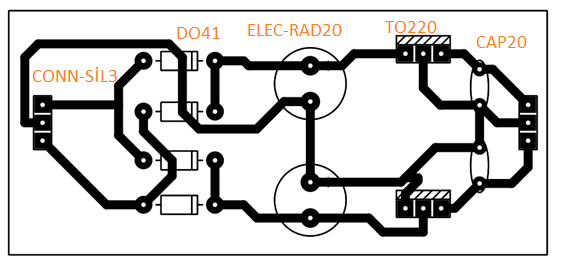 DO41
ELEC-RAD20
TO220
CAP20
CONN-SİL3